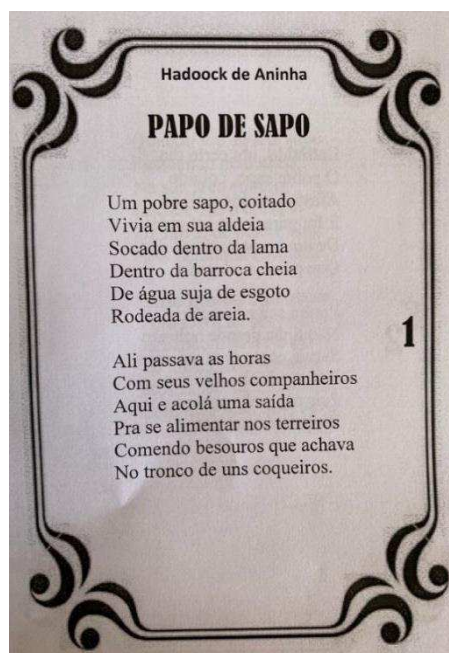 Hadoock de Aninha
PAPO DE SAPO
Um pobre sapo, coitado
Vivia em sua aldeia
Socado dentro da lama
Dentro da barroca cheia
De água suja de esgoto
Rodeada de areia.
1
Ali passava as horas
Com seus velhos companheiros
Aqui e acolá uma saída
Pra se alimentar nos terreiros
Comendo besouros que achava
No tronco de uns coqueiros.